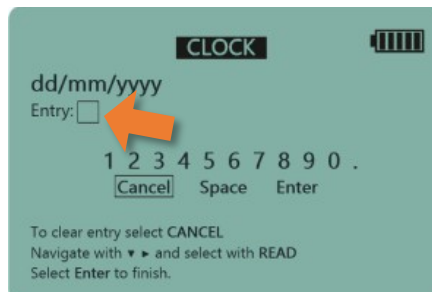 CLOCK
dd/mm/yyyy
Entry:
1 2 3 4 5 6 7 8 9 0 .
Cancel Space Enter
To clear entry select CANCEL
Navigate with ▼ ► and select with READ
Select Enter to finish.